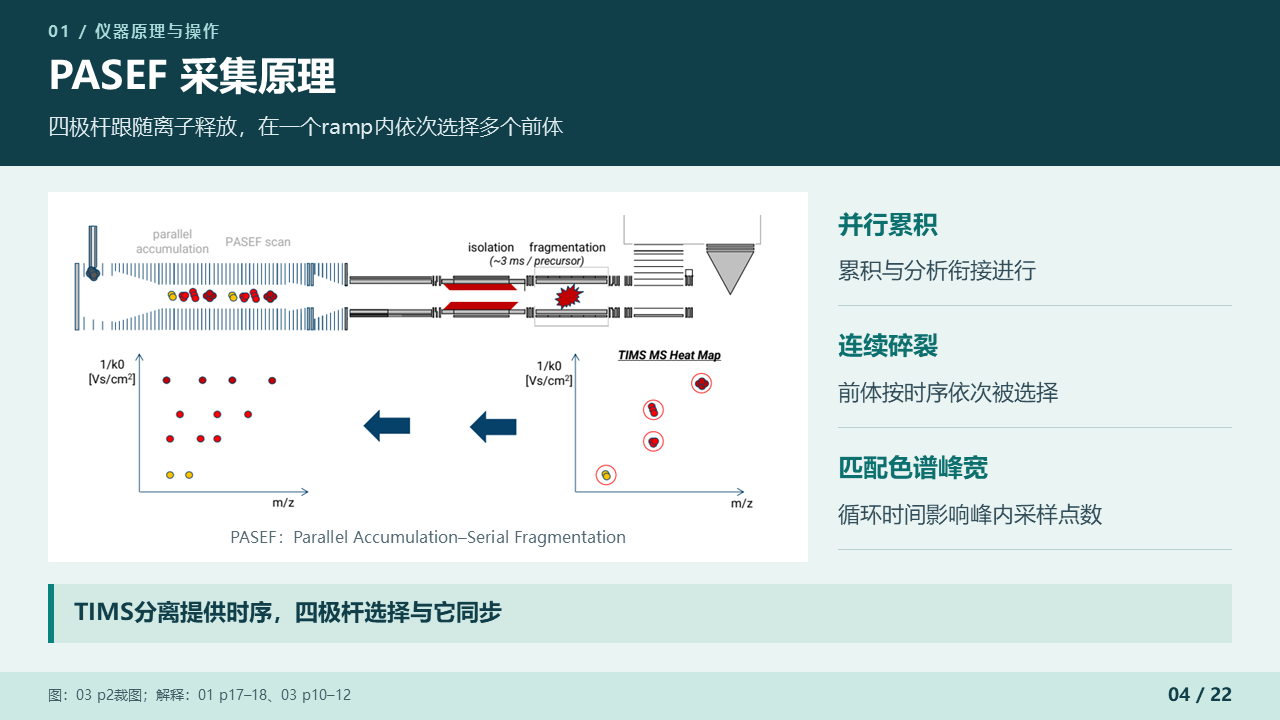 01 / 仪器原理与操作
PASEF 采集原理
四极杆跟随离子释放，在一个ramp内依次选择多个前体
parallel
accumulation
PASEF scan
isolation
fragmentation
(~3 ms / precursor)
1/k0
[Vs/cm²]
m/z
1/k0
[Vs/cm²]
TIMS MS Heat Map
m/z
PASEF：Parallel Accumulation–Serial Fragmentation
并行累积
累积与分析衔接进行
连续碎裂
前体按时序依次被选择
匹配色谱峰宽
循环时间影响峰内采样点数
TIMS分离提供时序，四极杆选择与它同步
图：03 p2裁图；解释：01 p17–18、03 p10–12
04 / 22